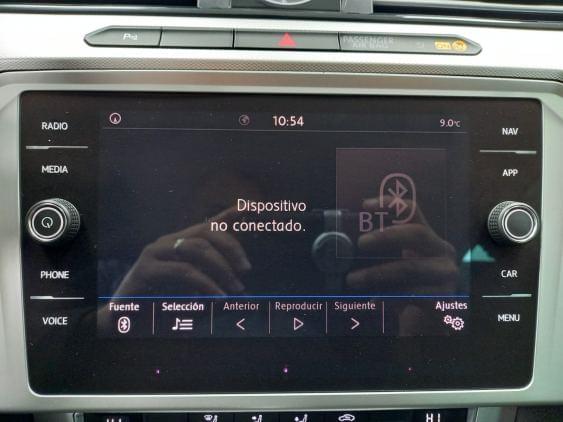 PASSENGER
AIR BAG
ON
RADIO
MEDIA
PHONE
VOICE
10:54
9.0°C
Dispositivo
no conectado.
BT
Fuente
Selección
Anterior
Reproducir
Siguiente
Ajustes
NAV
APP
CAR
MENU